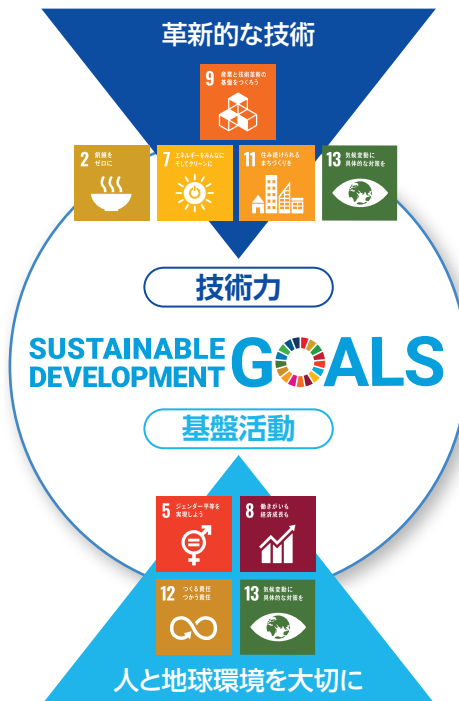 革新的な技術
9 産業と技術革新の
基盤をつくろう
2 飢餓を
ゼロに
7 エネルギーをみんなに
そしてクリーンに
11 住み続けられる
まちづくりを
13 気候変動に
具体的な対策を
技術力
SUSTAINABLE
DEVELOPMENT
GOALS
基盤活動
5 ジェンダー平等を
実現しよう
8 働きがいも
経済成長も
12 つくる責任
つかう責任
13 気候変動に
具体的な対策を
人と地球環境を大切に